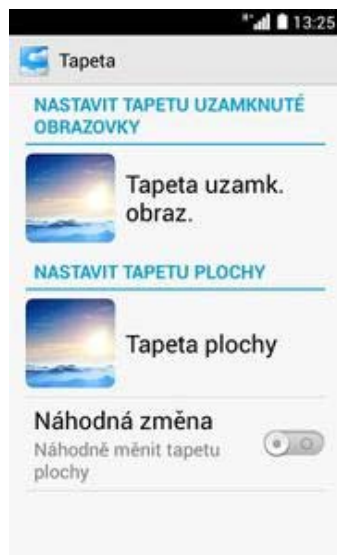 13:25
Tapeta
NASTAVIT TAPETU UZAMKNUTÉ
OBRAZOVKY
Tapeta uzamk.
obraz.
NASTAVIT TAPETU PLOCHY
Tapeta plochy
Náhodná změna
Náhodně měnit tapetu
plochy